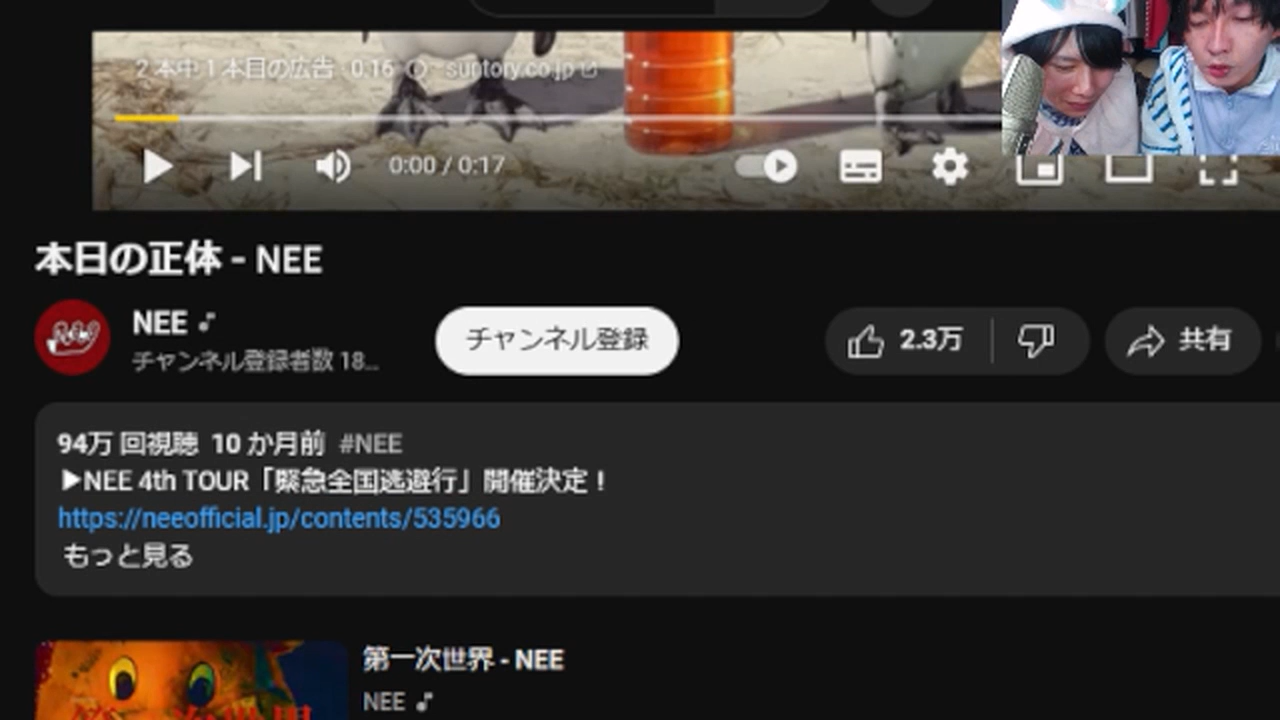 2 本中 1 本目の広告 · 0:16 suntory.co.jp
0:00 / 0:17
本日の正体 - NEE
NEE
チャンネル登録者数 18...
チャンネル登録
2.3万
共有
94万 回視聴 10 か月前 #NEE
▶NEE 4th TOUR「緊急全国逃避行」開催決定！
https://neeofficial.jp/contents/535966
もっと見る
第一次世界 - NEE
NEE